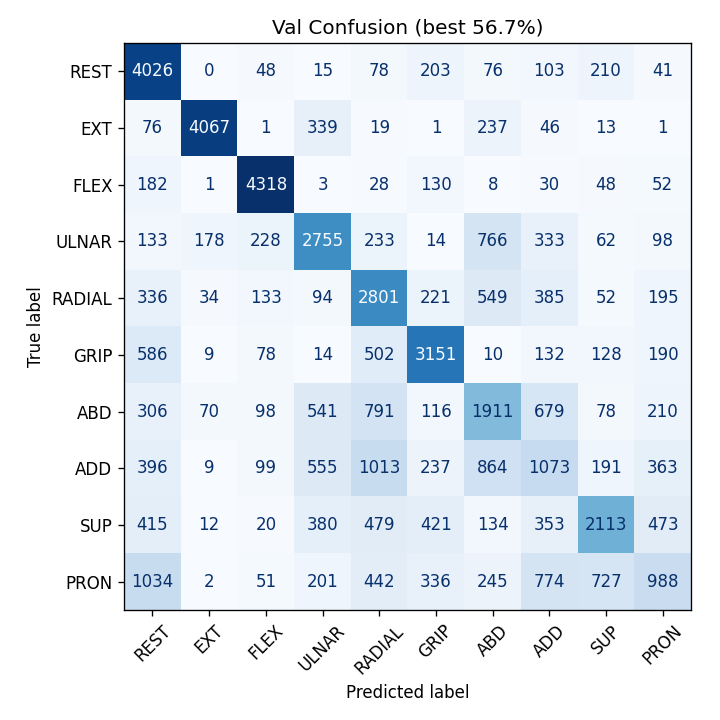 Val Confusion (best 56.7%)
REST 4026 0 48 15 78 203 76 103 210 41
EXT 76 4067 1 339 19 1 237 46 13 1
FLEX 182 1 4318 3 28 130 8 30 48 52
ULNAR 133 178 228 2755 233 14 766 333 62 98
RADIAL 336 34 133 94 2801 221 549 385 52 195
GRIP 586 9 78 14 502 3151 10 132 128 190
ABD 306 70 98 541 791 116 1911 679 78 210
ADD 396 9 99 555 1013 237 864 1073 191 363
SUP 415 12 20 380 479 421 134 353 2113 473
PRON 1034 2 51 201 442 336 245 774 727 988
REST EXT FLEX ULNAR RADIAL GRIP ABD ADD SUP PRON
Predicted label
True label